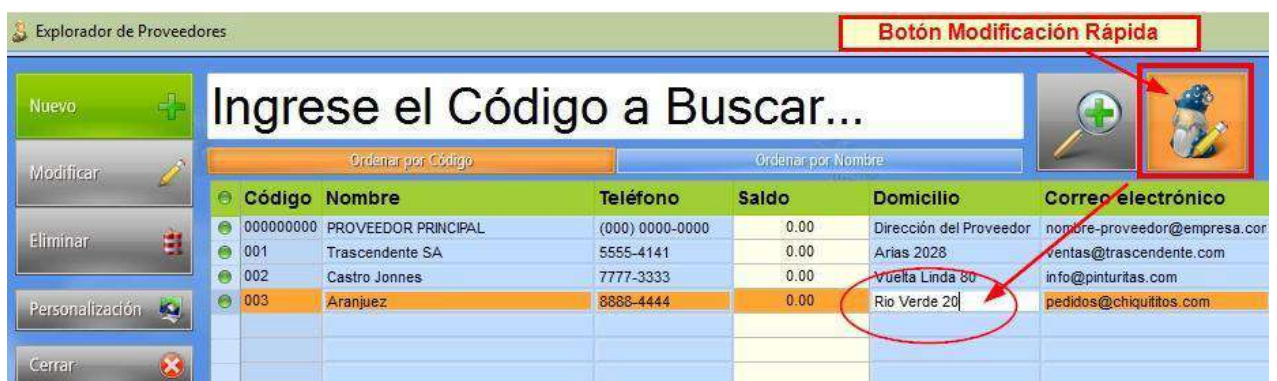 Explorador de Proveedores
Botón Modificación Rápida
Nuevo
Ingrese el Código a Buscar...
Modificar
Ordenar por Código Ordenar por Nombre
Código Nombre Teléfono Saldo Domicilio Correo electrónico
000000000 PROVEEDOR PRINCIPAL (000) 0000-0000 0.00 Dirección del Proveedor nombre-proveedor@empresa.com
Eliminar
001 Trascendente SA 5555-4141 0.00 Arias 2028 ventas@trascendente.com
002 Castro Jonnes 7777-3333 0.00 Vuelta Linda 80 info@pinturitas.com
003 Aranjuez 8888-4444 0.00 Rio Verde 20 pedidos@chiquititos.com
Personalización
Cerrar